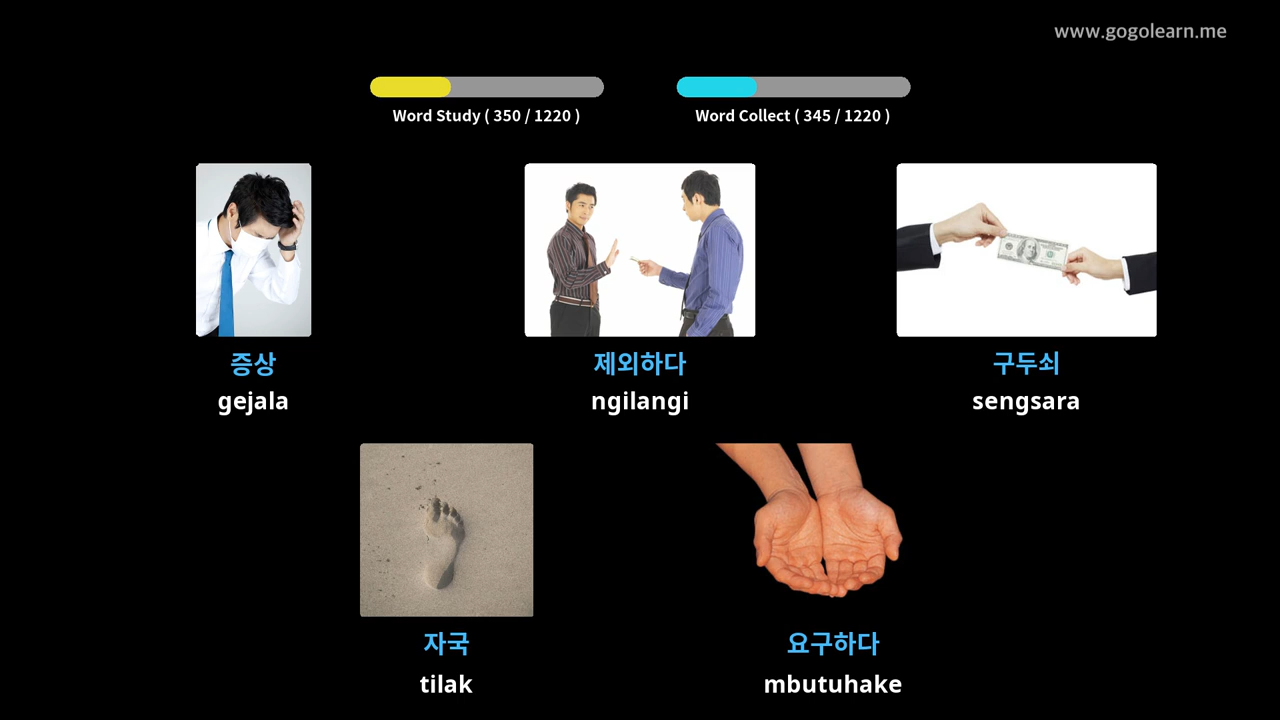 www.gogolearn.me
Word Study ( 350 / 1220 )
Word Collect ( 345 / 1220 )
증상
gejala
제외하다
ngilangi
구두쇠
sengsara
자국
tilak
요구하다
mbutuhake